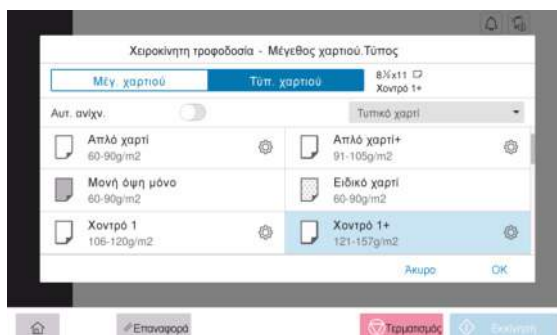 Χειροκίνητη τροφοδοσία - Μέγεθος χαρτιού.Τύπος
Μέγ. χαρτιού
Τύπ. χαρτιού
8½x11
Χοντρό 1+
Αυτ. ανίχν.
Τυπικό χαρτί
Απλό χαρτί
60-90g/m2
Απλό χαρτί+
91-105g/m2
Μονή όψη μόνο
60-90g/m2
Ειδικό χαρτί
60-90g/m2
Χοντρό 1
106-120g/m2
Χοντρό 1+
121-157g/m2
Άκυρο
OK
Επαναφορά
Τερματισμός
Εκκίνηση